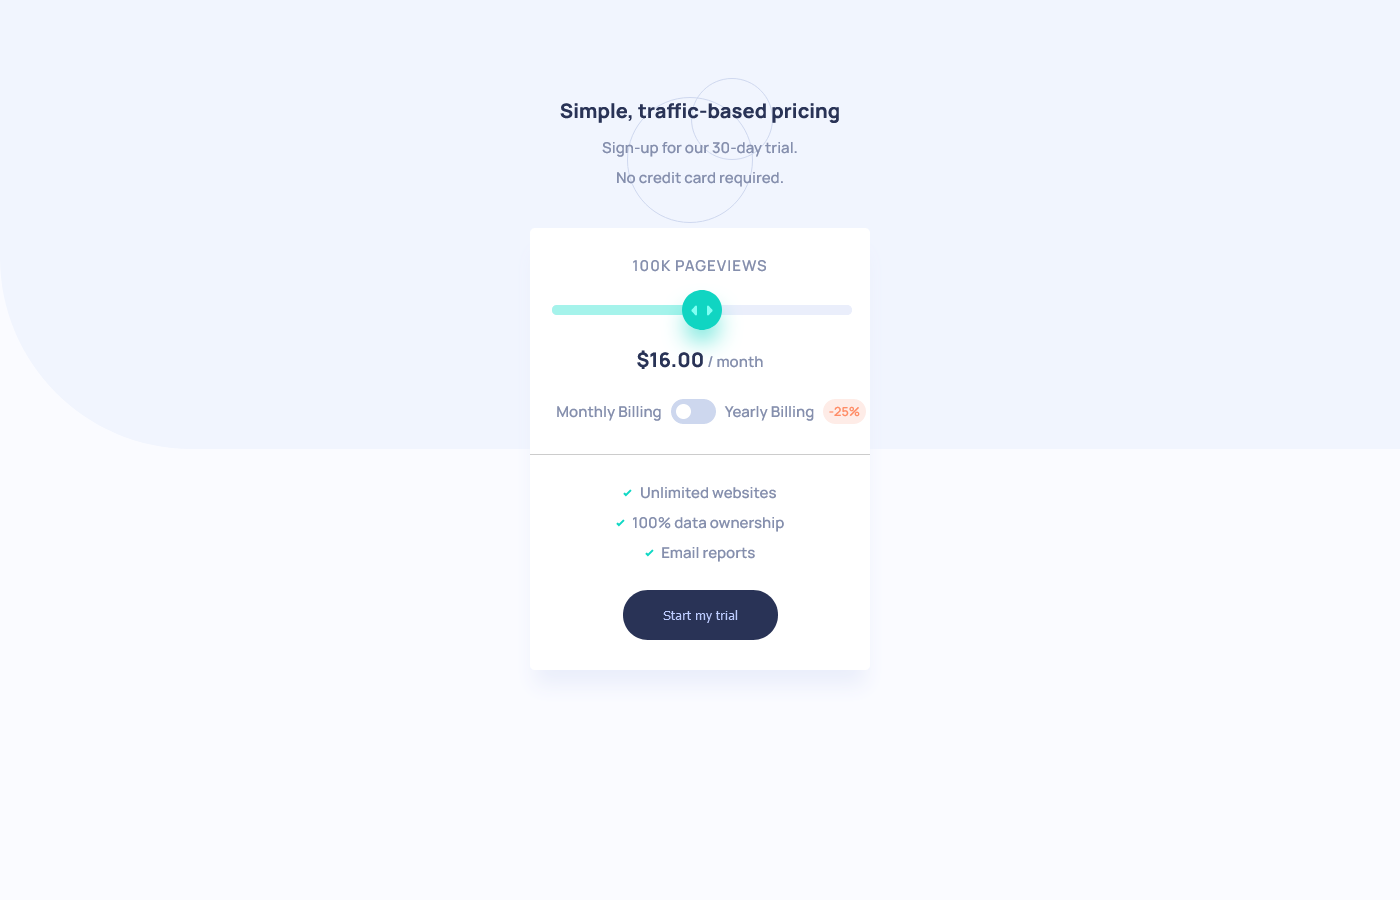 Simple, traffic-based pricing
Sign-up for our 30-day trial.
No credit card required.
100K PAGEVIEWS
$16.00 / month
Monthly Billing Yearly Billing -25%
Unlimited websites
100% data ownership
Email reports
Start my trial